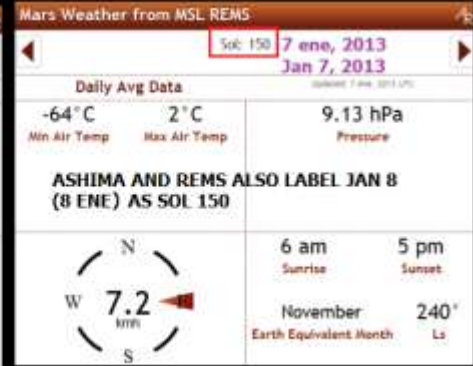 Mars Weather from MSL REMS
Sol: 150
7 ene, 2013
Jan 7, 2013
Daily Avg Data
-64°C
2°C
9.13 hPa
Min Air Temp
Max Air Temp
Pressure
ASHIMA AND REMS ALSO LABEL JAN 8
(8 ENE) AS SOL 150
N
W
7.2
kmh
S
6 am
5 pm
Sunrise
Sunset
November
240°
Earth Equivalent Month
Ls